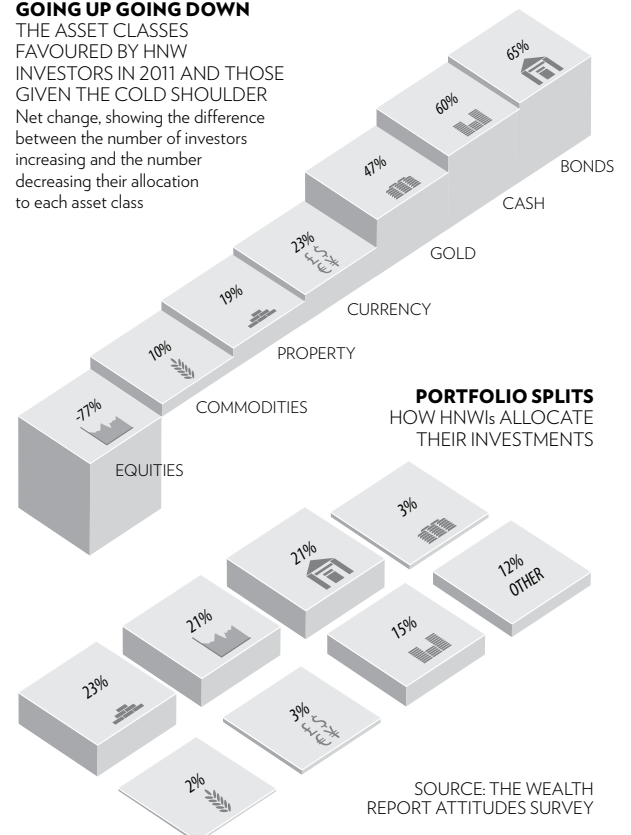 GOING UP GOING DOWN
THE ASSET CLASSES
FAVOURED BY HNW
INVESTORS IN 2011 AND THOSE
GIVEN THE COLD SHOULDER
Net change, showing the difference
between the number of investors
increasing and the number
decreasing their allocation
to each asset class
65%
BONDS
60%
CASH
47%
GOLD
23%
CURRENCY
19%
PROPERTY
10%
COMMODITIES
-77%
EQUITIES
PORTFOLIO SPLITS
HOW HNWIs ALLOCATE
THEIR INVESTMENTS
3%
21%
12%
OTHER
21%
15%
23%
3%
2%
SOURCE: THE WEALTH
REPORT ATTITUDES SURVEY